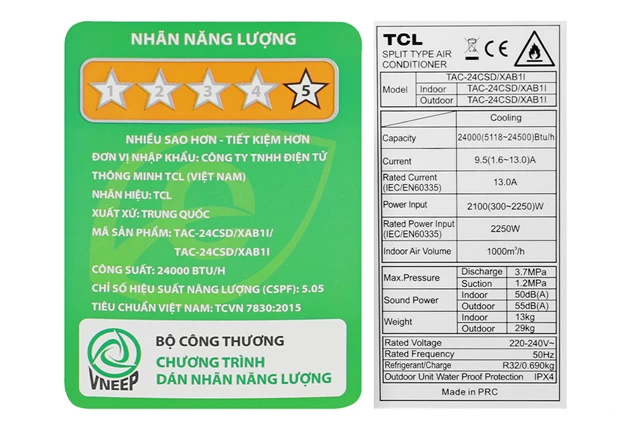 NHÃN NĂNG LƯỢNG
1 2 3 4 5
NHIỀU SAO HƠN - TIẾT KIỆM HƠN
ĐƠN VỊ NHẬP KHẨU: CÔNG TY TNHH ĐIỆN TỬ
THÔNG MINH TCL (VIỆT NAM)
NHÃN HIỆU: TCL
XUẤT XỨ: TRUNG QUỐC
MÃ SẢN PHẨM: TAC-24CSD/XAB1I/
TAC-24CSD/XAB1I
CÔNG SUẤT: 24000 BTU/H
CHỈ SỐ HIỆU SUẤT NĂNG LƯỢNG (CSPF): 5.05
TIÊU CHUẨN VIỆT NAM: TCVN 7830:2015
VNEEP
BỘ CÔNG THƯƠNG
CHƯƠNG TRÌNH
DÁN NHÃN NĂNG LƯỢNG
TCL
SPLIT TYPE AIR
CONDITIONER
CE
Model TAC-24CSD/XAB1I
Indoor TAC-24CSD/XAB1I
Outdoor TAC-24CSD/XAB1I
Cooling
Capacity 24000(5118~24500)Btu/h
Current 9.5(1.6~13.0)A
Rated Current
(IEC/EN60335) 13.0A
Power Input 2100(300~2250)W
Rated Power Input
(IEC/EN60335) 2250W
Indoor Air Volume 1000m³/h
Max.Pressure Discharge 3.7MPa
Suction 1.2MPa
Sound Power Indoor 50dB(A)
Outdoor 55dB(A)
Weight Indoor 13kg
Outdoor 29kg
Rated Voltage 220-240V~
Rated Frequency 50Hz
Refrigerant/Charge R32/0.690kg
Outdoor Unit Water Proof Protection IPX4
Made in PRC